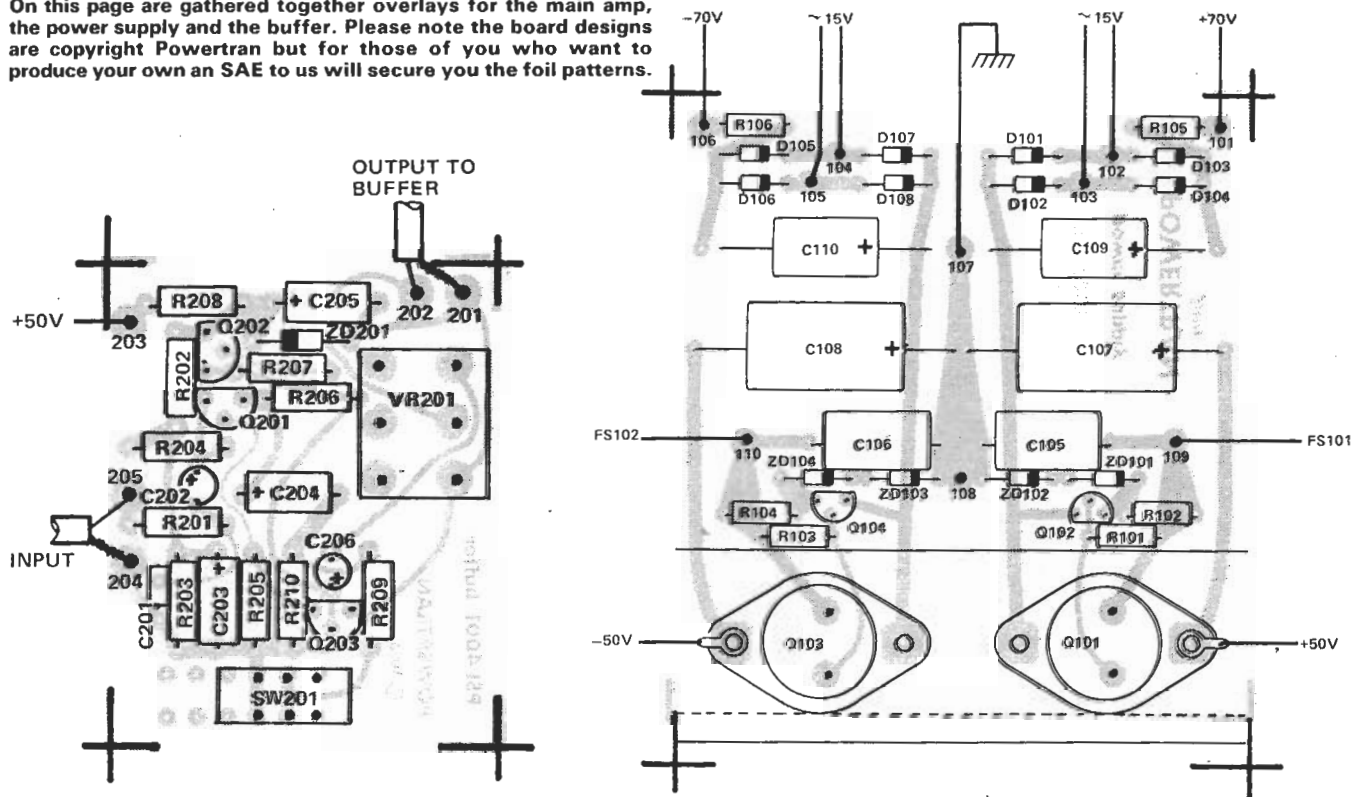 On this page are gathered together overlays for the main amp,
the power supply and the buffer. Please note the board designs
are copyright Powertran but for those of you who want to
produce your own an SAE to us will secure you the foil patterns.
OUTPUT TO
BUFFER
R208
+ C205
202
201
+50V
203
Q202
ZD201
R202
R207
R206
VR201
Q201
R204
205
C202
+
+ C204
R201
INPUT
204
C206
+
C201
R203
C203 +
R205
R210
R209
Q203
SW201
-70V
~15V
~15V
+70V
R106
R105
106
101
D105
D107
D101
104
102
D103
D106
105
D108
D102
103
D104
C110 +
C109 +
107
C108 +
C107 +
FS102
110
C106
C105
109
FS101
ZD104
ZD103
108
ZD102
ZD101
R104
Q104
Q102
R102
R103
R101
-50V
Q103
Q101
+50V